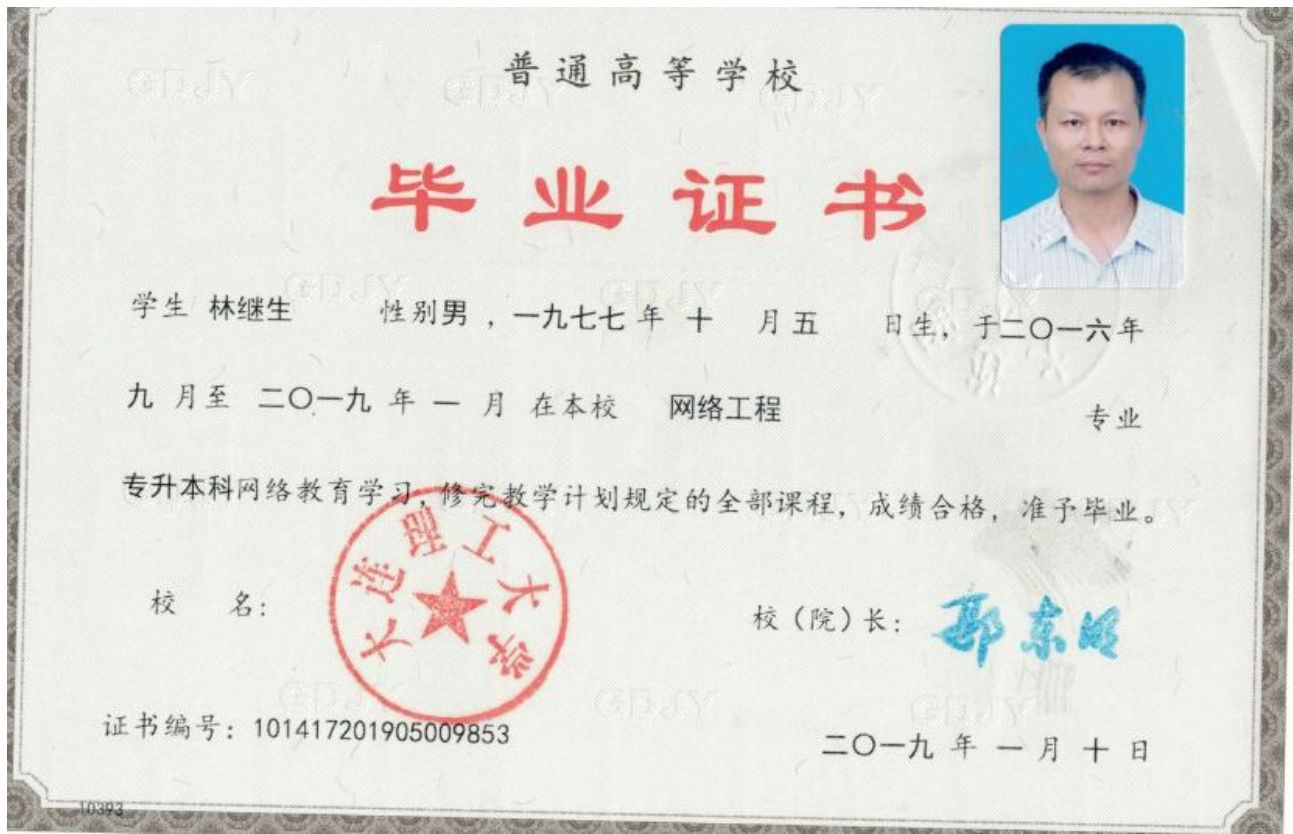 普通高等学校
毕业证书
学生 林继生 性别男，一九七七年 十 月五 日生，于二〇一六年
九 月至 二〇一九 年 一 月 在本校 网络工程 专业
专升本科网络教育学习，修完教学计划规定的全部课程，成绩合格，准予毕业。
校 名：
大连理工大学
校（院）长：
证书编号：101417201905009853
二〇一九 年 一 月 十 日
10393